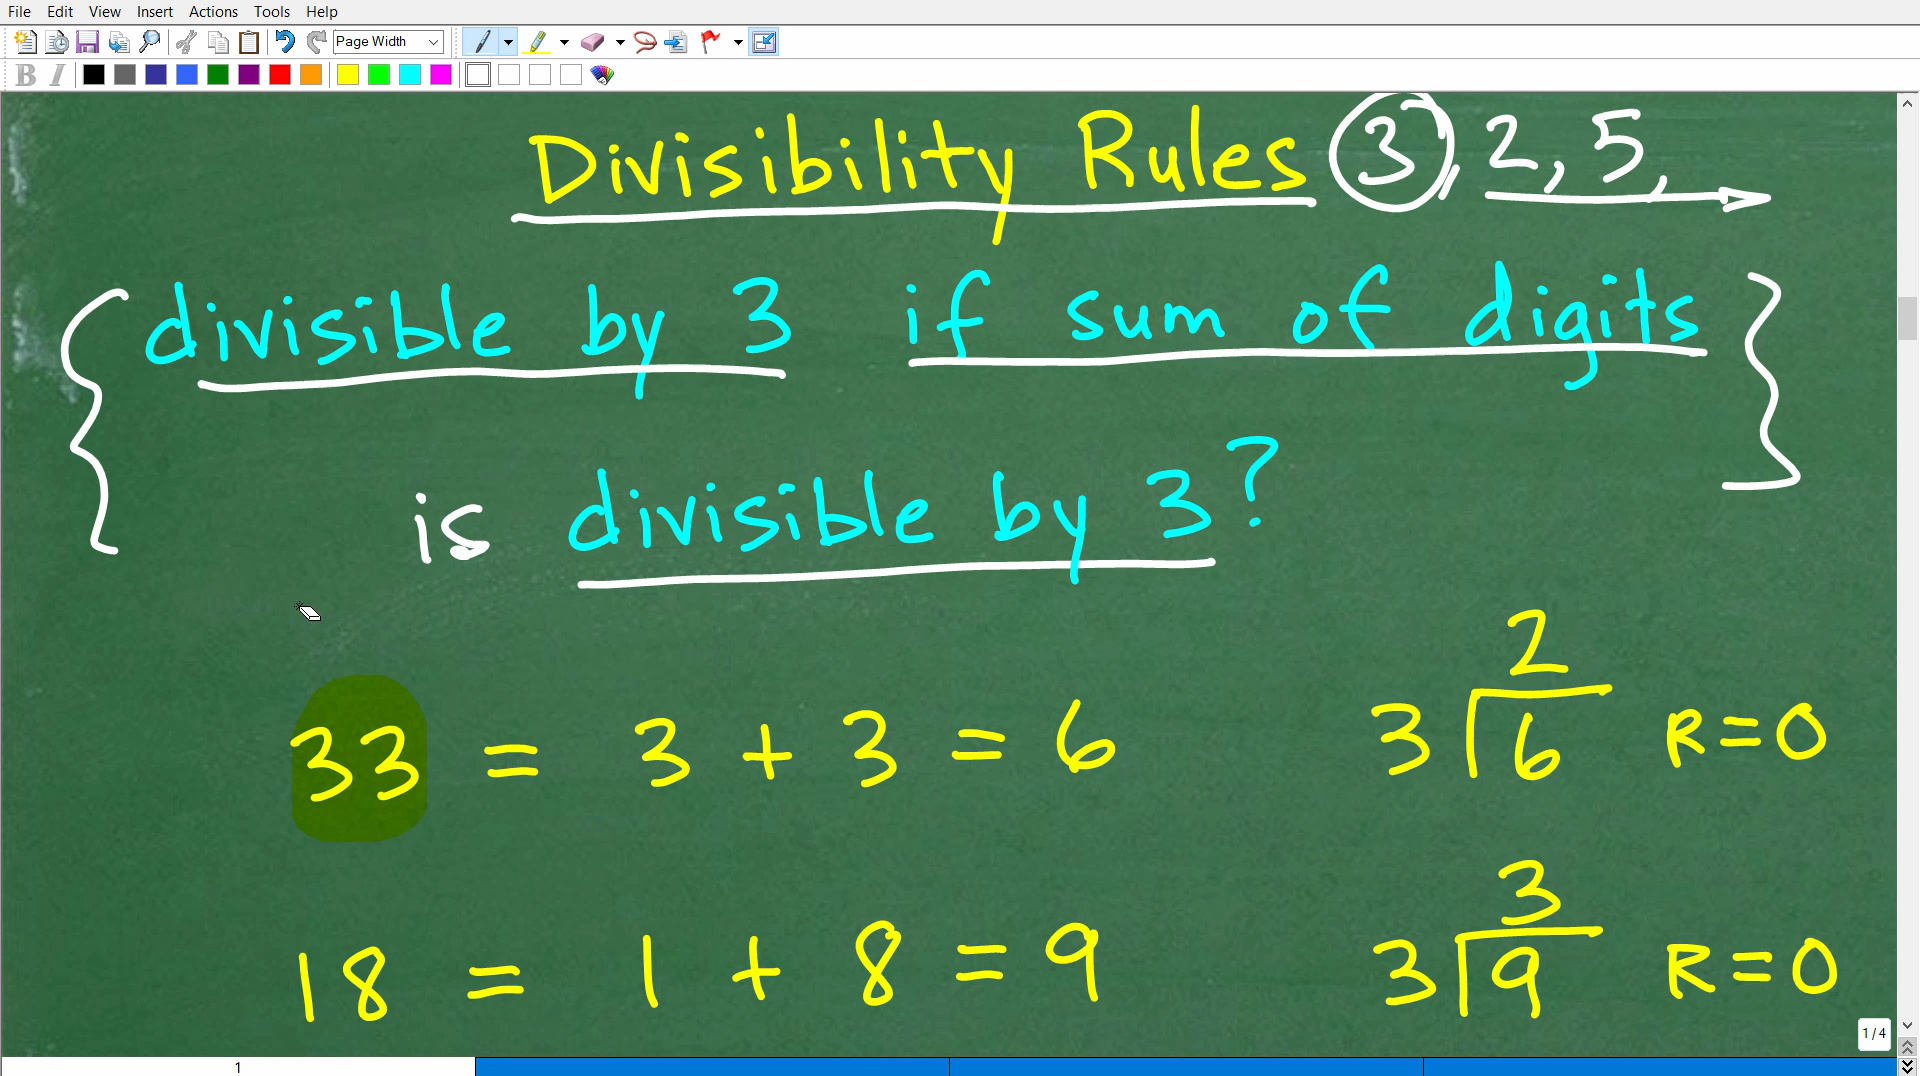 File Edit View Insert Actions Tools Help
Page Width
B I
Divisibility Rules 3, 2, 5,
divisible by 3 if sum of digits
is divisible by 3?
33 = 3 + 3 = 6
2
3 6 R=0
18 = 1 + 8 = 9
3
3 9 R=0
1 / 4
1